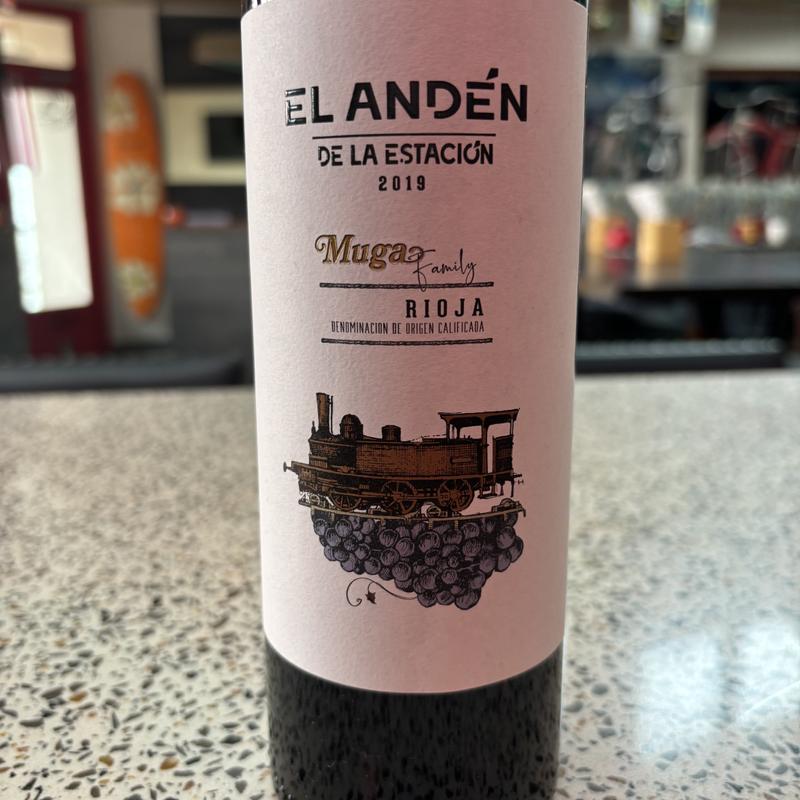 EL ANDÉN
DE LA ESTACIÓN
2019
Muga Family
RIOJA
DENOMINACION DE ORIGEN CALIFICADA